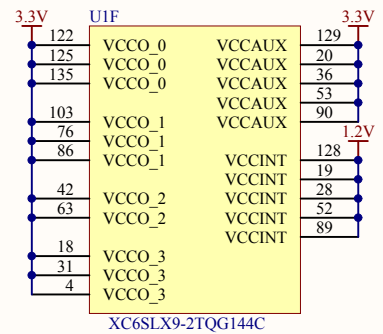 3.3V U1F 3.3V
122 VCCO_0 VCCAUX 129
125 VCCO_0 VCCAUX 20
135 VCCO_0 VCCAUX 36
VCCAUX 53
103 VCCO_1 VCCAUX 90
76 VCCO_1 1.2V
86 VCCO_1 VCCINT 128
VCCINT 19
42 VCCO_2 VCCINT 28
63 VCCO_2 VCCINT 52
VCCINT 89
18 VCCO_3
31 VCCO_3
4 VCCO_3
XC6SLX9-2TQG144C